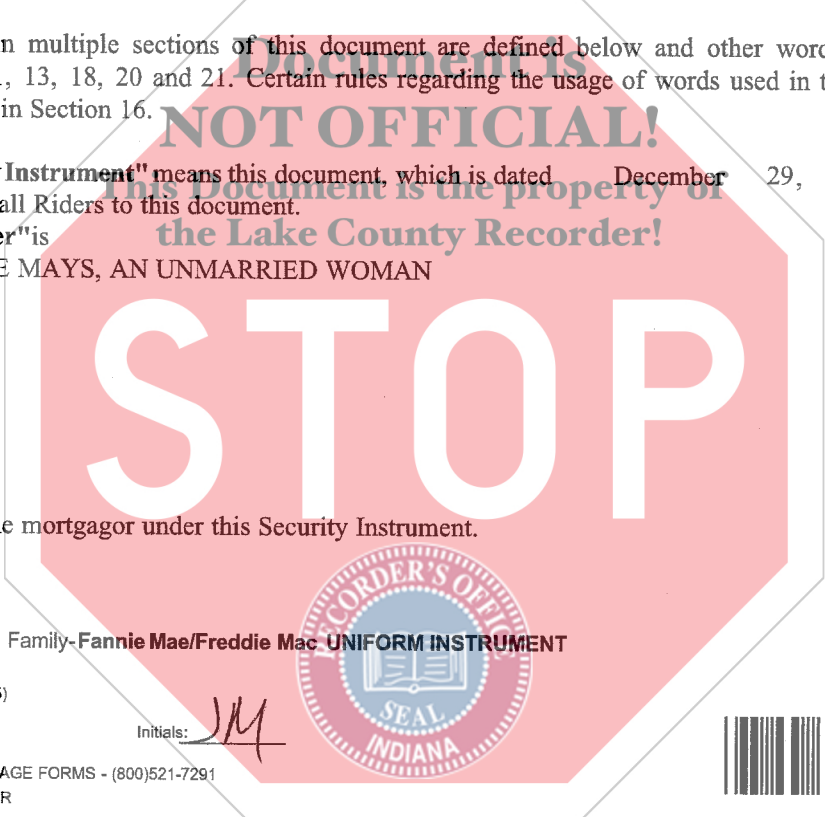 n multiple sections of this document are defined below and other word
Document is
, 13, 18, 20 and 21. Certain rules regarding the usage of words used in t
in Section 16.
NOT OFFICIAL!
Instrument" means this document, which is dated December 29,
This Document is the property of
all Riders to this document.
er"is
the Lake County Recorder!
E MAYS, AN UNMARRIED WOMAN
STOP
e mortgagor under this Security Instrument.
RECORDER'S OFFICE
Family-Fannie Mae/Freddie Mac UNIFORM INSTRUMENT
SEAL
INDIANA
Initials: JM
AGE FORMS - (800)521-7291
R